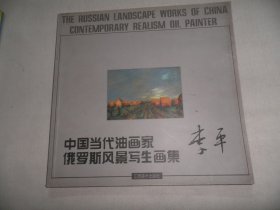 THE RUSSIAN LANDSCAPE WORKS OF CHINA
CONTEMPORARY REALISM OIL PAINTER
中国当代油画家
俄罗斯风景写生画集
李平